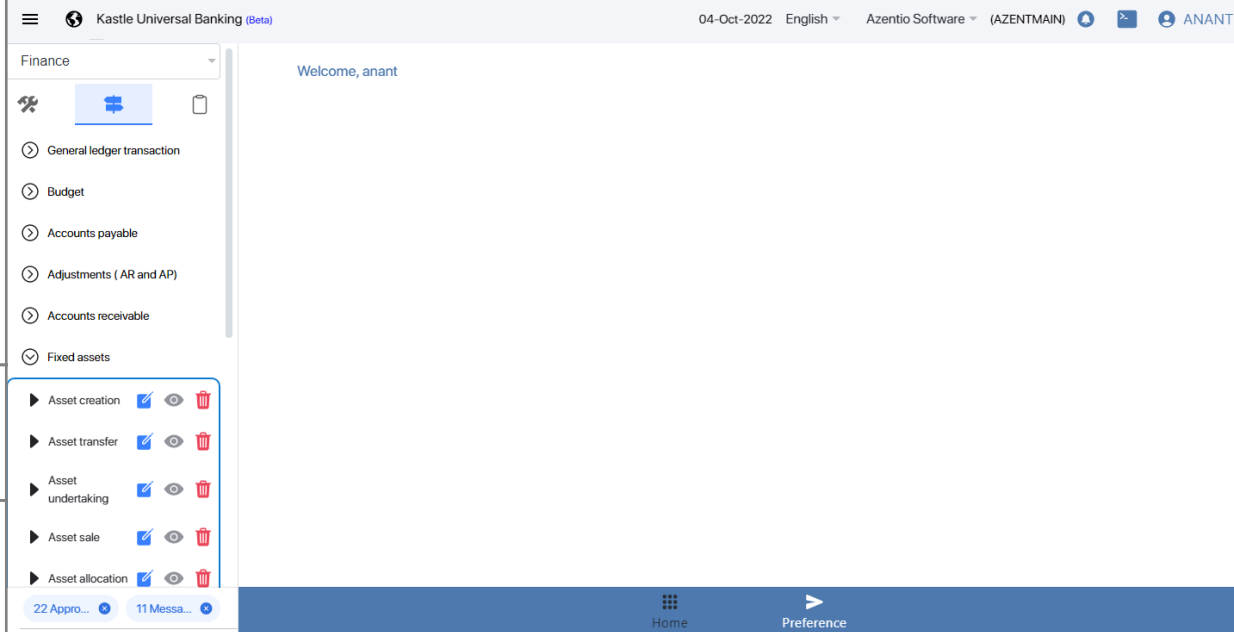 Kastle Universal Banking (Beta)
04-Oct-2022 English Azentio Software (AZENTMAIN) ANANT
Finance
Welcome, anant
General ledger transaction
Budget
Accounts payable
Adjustments ( AR and AP)
Accounts receivable
Fixed assets
Asset creation
Asset transfer
Asset
undertaking
Asset sale
Asset allocation
22 Appro... 11 Messa...
Home Preference